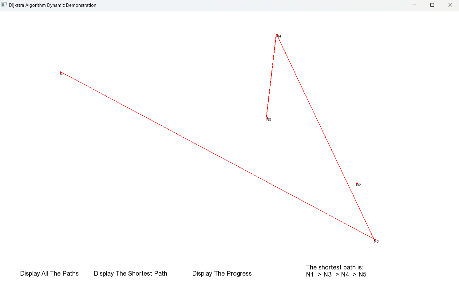 Dijkstra Algorithm Dynamic Demonstration
Display All The Paths
Display The Shortest Path
Display The Progress
The shortest path is:
N1 -> N3 -> N4 -> N5